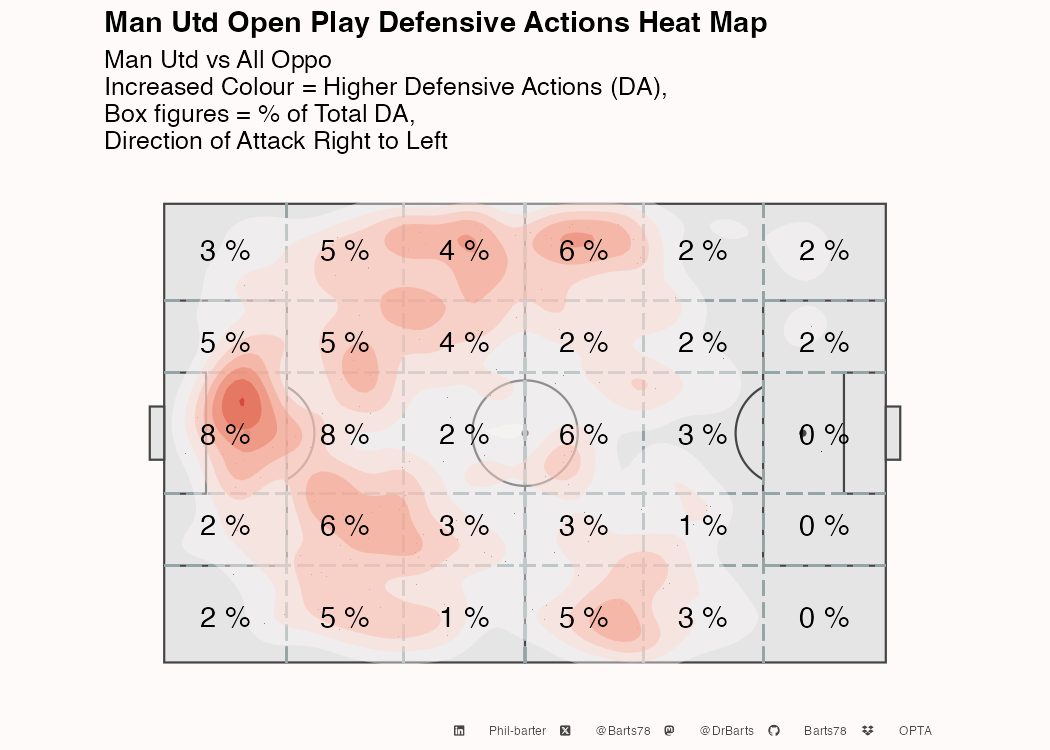 Man Utd Open Play Defensive Actions Heat Map
Man Utd vs All Oppo
Increased Colour = Higher Defensive Actions (DA),
Box figures = % of Total DA,
Direction of Attack Right to Left
3 % 5 % 4 % 6 % 2 % 2 %
5 % 5 % 4 % 2 % 2 % 2 %
8 % 8 % 2 % 6 % 3 % 0 %
2 % 6 % 3 % 3 % 1 % 0 %
2 % 5 % 1 % 5 % 3 % 0 %
Phil-barter @Barts78 @DrBarts Barts78 OPTA